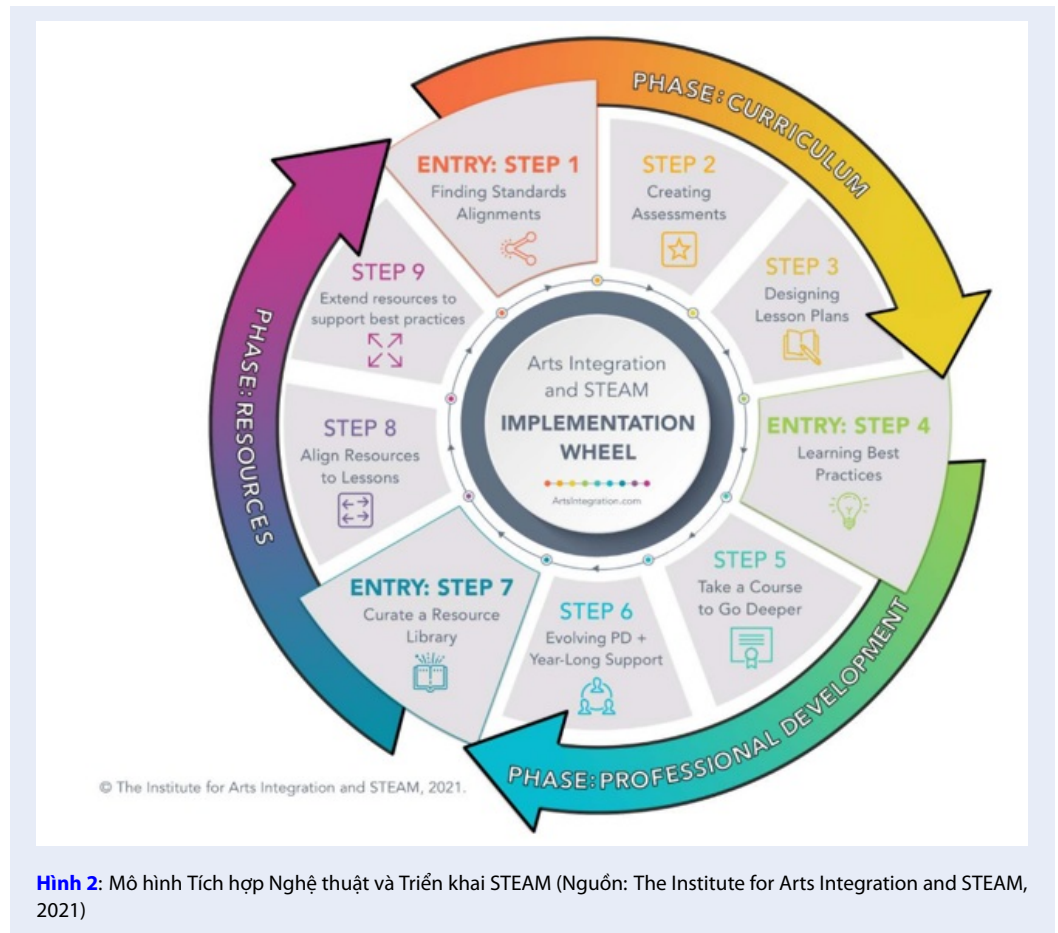 PHASE: CURRICULUM
ENTRY: STEP 1
Finding Standards
Alignments
STEP 2
Creating
Assessments
STEP 3
Designing
Lesson Plans
ENTRY: STEP 4
Learning Best
Practices
STEP 5
Take a Course
to Go Deeper
STEP 6
Evolving PD +
Year-Long Support
PHASE: PROFESSIONAL DEVELOPMENT
ENTRY: STEP 7
Curate a Resource
Library
STEP 8
Align Resources
to Lessons
STEP 9
Extend resources to
support best practices
PHASE: RESOURCES
Arts Integration
and STEAM
IMPLEMENTATION
WHEEL
ArtsIntegration.com
© The Institute for Arts Integration and STEAM, 2021.
Hình 2: Mô hình Tích hợp Nghệ thuật và Triển khai STEAM (Nguồn: The Institute for Arts Integration and STEAM,
2021)